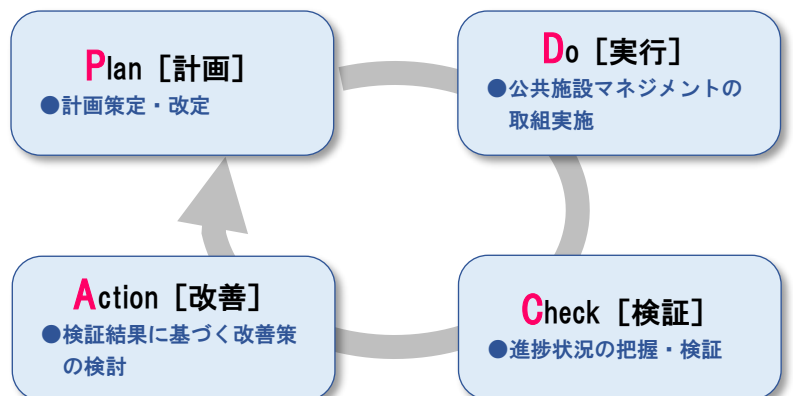 Plan［計画］
●計画策定・改定
Do［実行］
●公共施設マネジメントの
取組実施
Action［改善］
●検証結果に基づく改善策
の検討
Check［検証］
●進捗状況の把握・検証